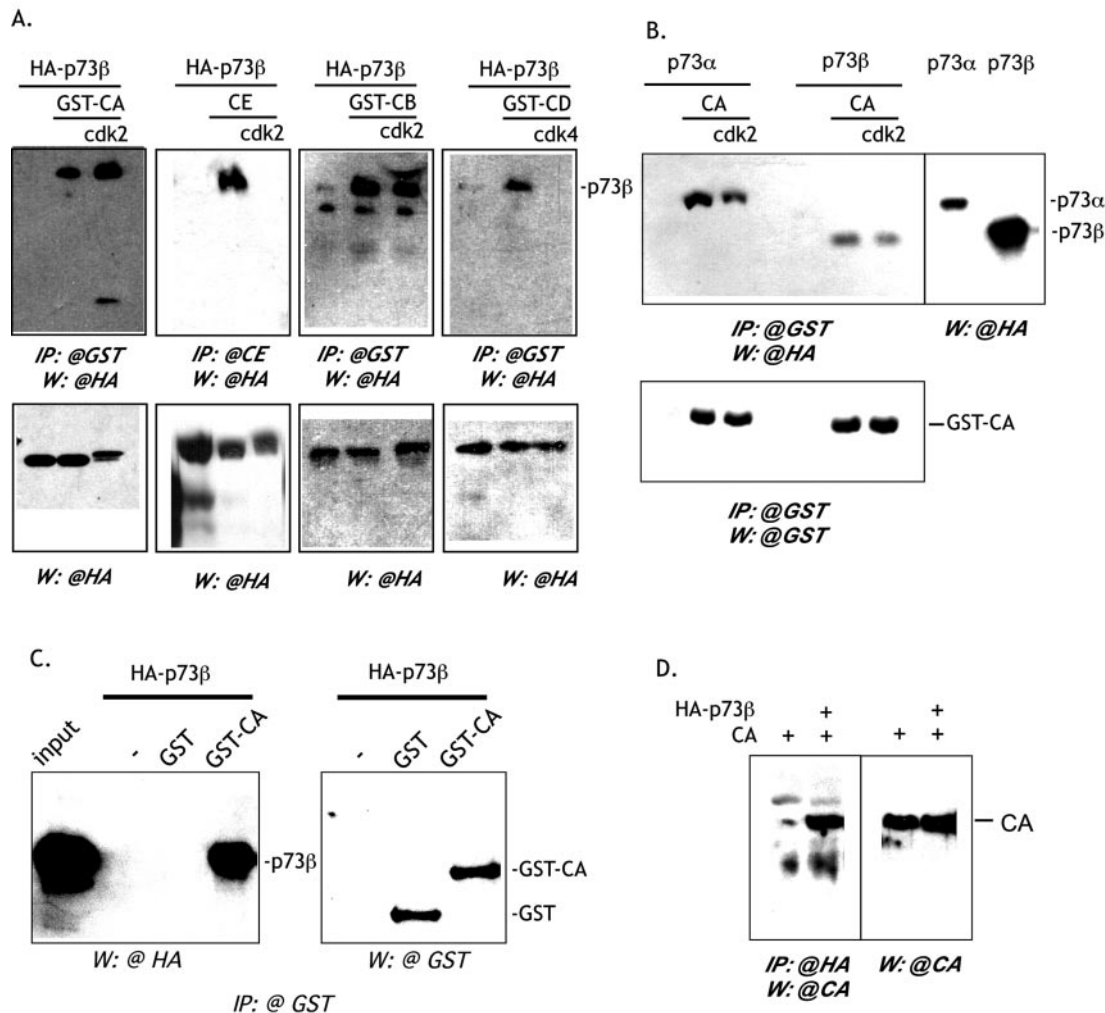 A.
HA-p73β HA-p73β HA-p73β HA-p73β
GST-CA CE GST-CB GST-CD
cdk2 cdk2 cdk2 cdk4
-p73β
IP: @GST IP: @CE IP: @GST IP: @GST
W: @HA W: @HA W: @HA W: @HA
W: @HA W: @HA W: @HA W: @HA
B.
p73α p73β p73α p73β
CA CA
cdk2 cdk2
-p73α
-p73β
IP: @GST W: @HA
W: @HA
—GST-CA
IP: @GST
W: @GST
C.
HA-p73β HA-p73β
input - GST GST-CA - GST GST-CA
-p73β
-GST-CA
-GST
W: @ HA W: @ GST
IP: @ GST
D.
HA-p73β + +
CA + + + +
— CA
IP: @HA W: @CA
W: @CA